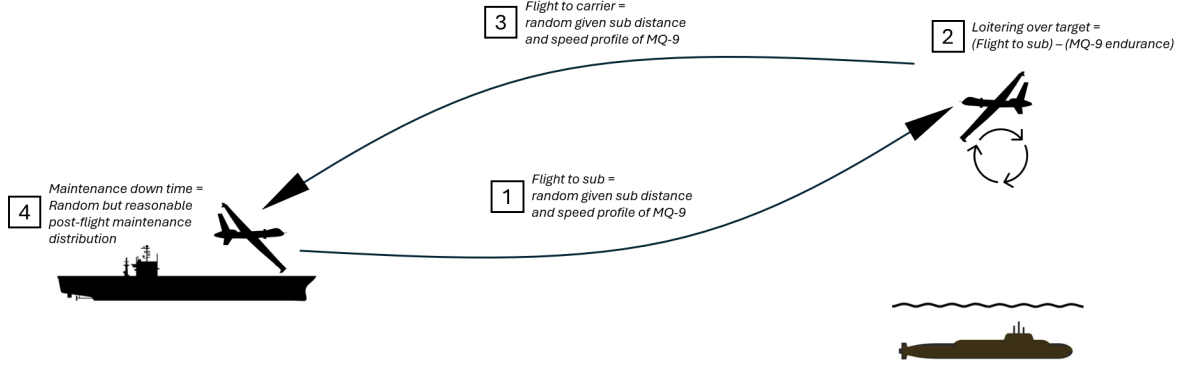 3
Flight to carrier =
random given sub distance
and speed profile of MQ-9
2
Loitering over target =
(Flight to sub) – (MQ-9 endurance)
1
Flight to sub =
random given sub distance
and speed profile of MQ-9
4
Maintenance down time =
Random but reasonable
post-flight maintenance
distribution